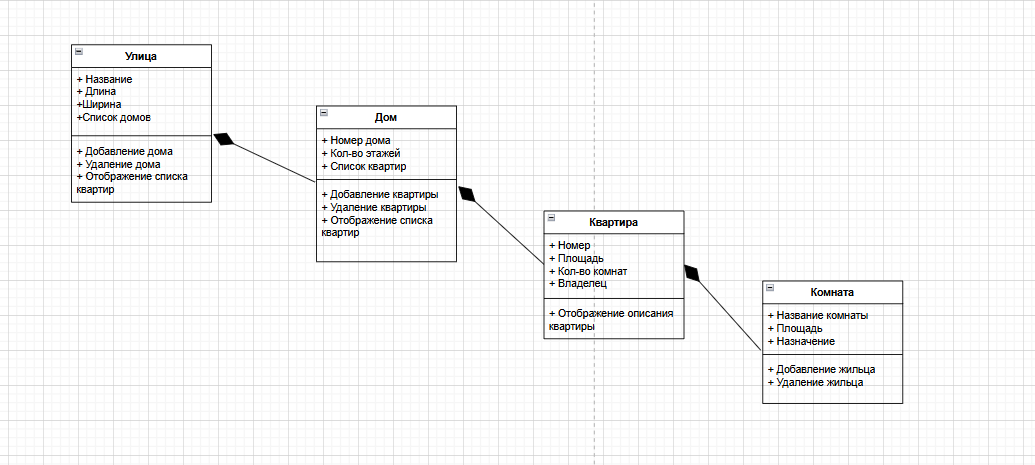 Улица
+ Название
+ Длина
+Ширина
+Список домов
+ Добавление дома
+ Удаление дома
+ Отображение списка
квартир
Дом
+ Номер дома
+ Кол-во этажей
+ Список квартир
+ Добавление квартиры
+ Удаление квартиры
+ Отображение списка
квартир
Квартира
+ Номер
+ Площадь
+ Кол-во комнат
+ Владелец
+ Отображение описания
квартиры
Комната
+ Название комнаты
+ Площадь
+ Назначение
+ Добавление жильца
+ Удаление жильца